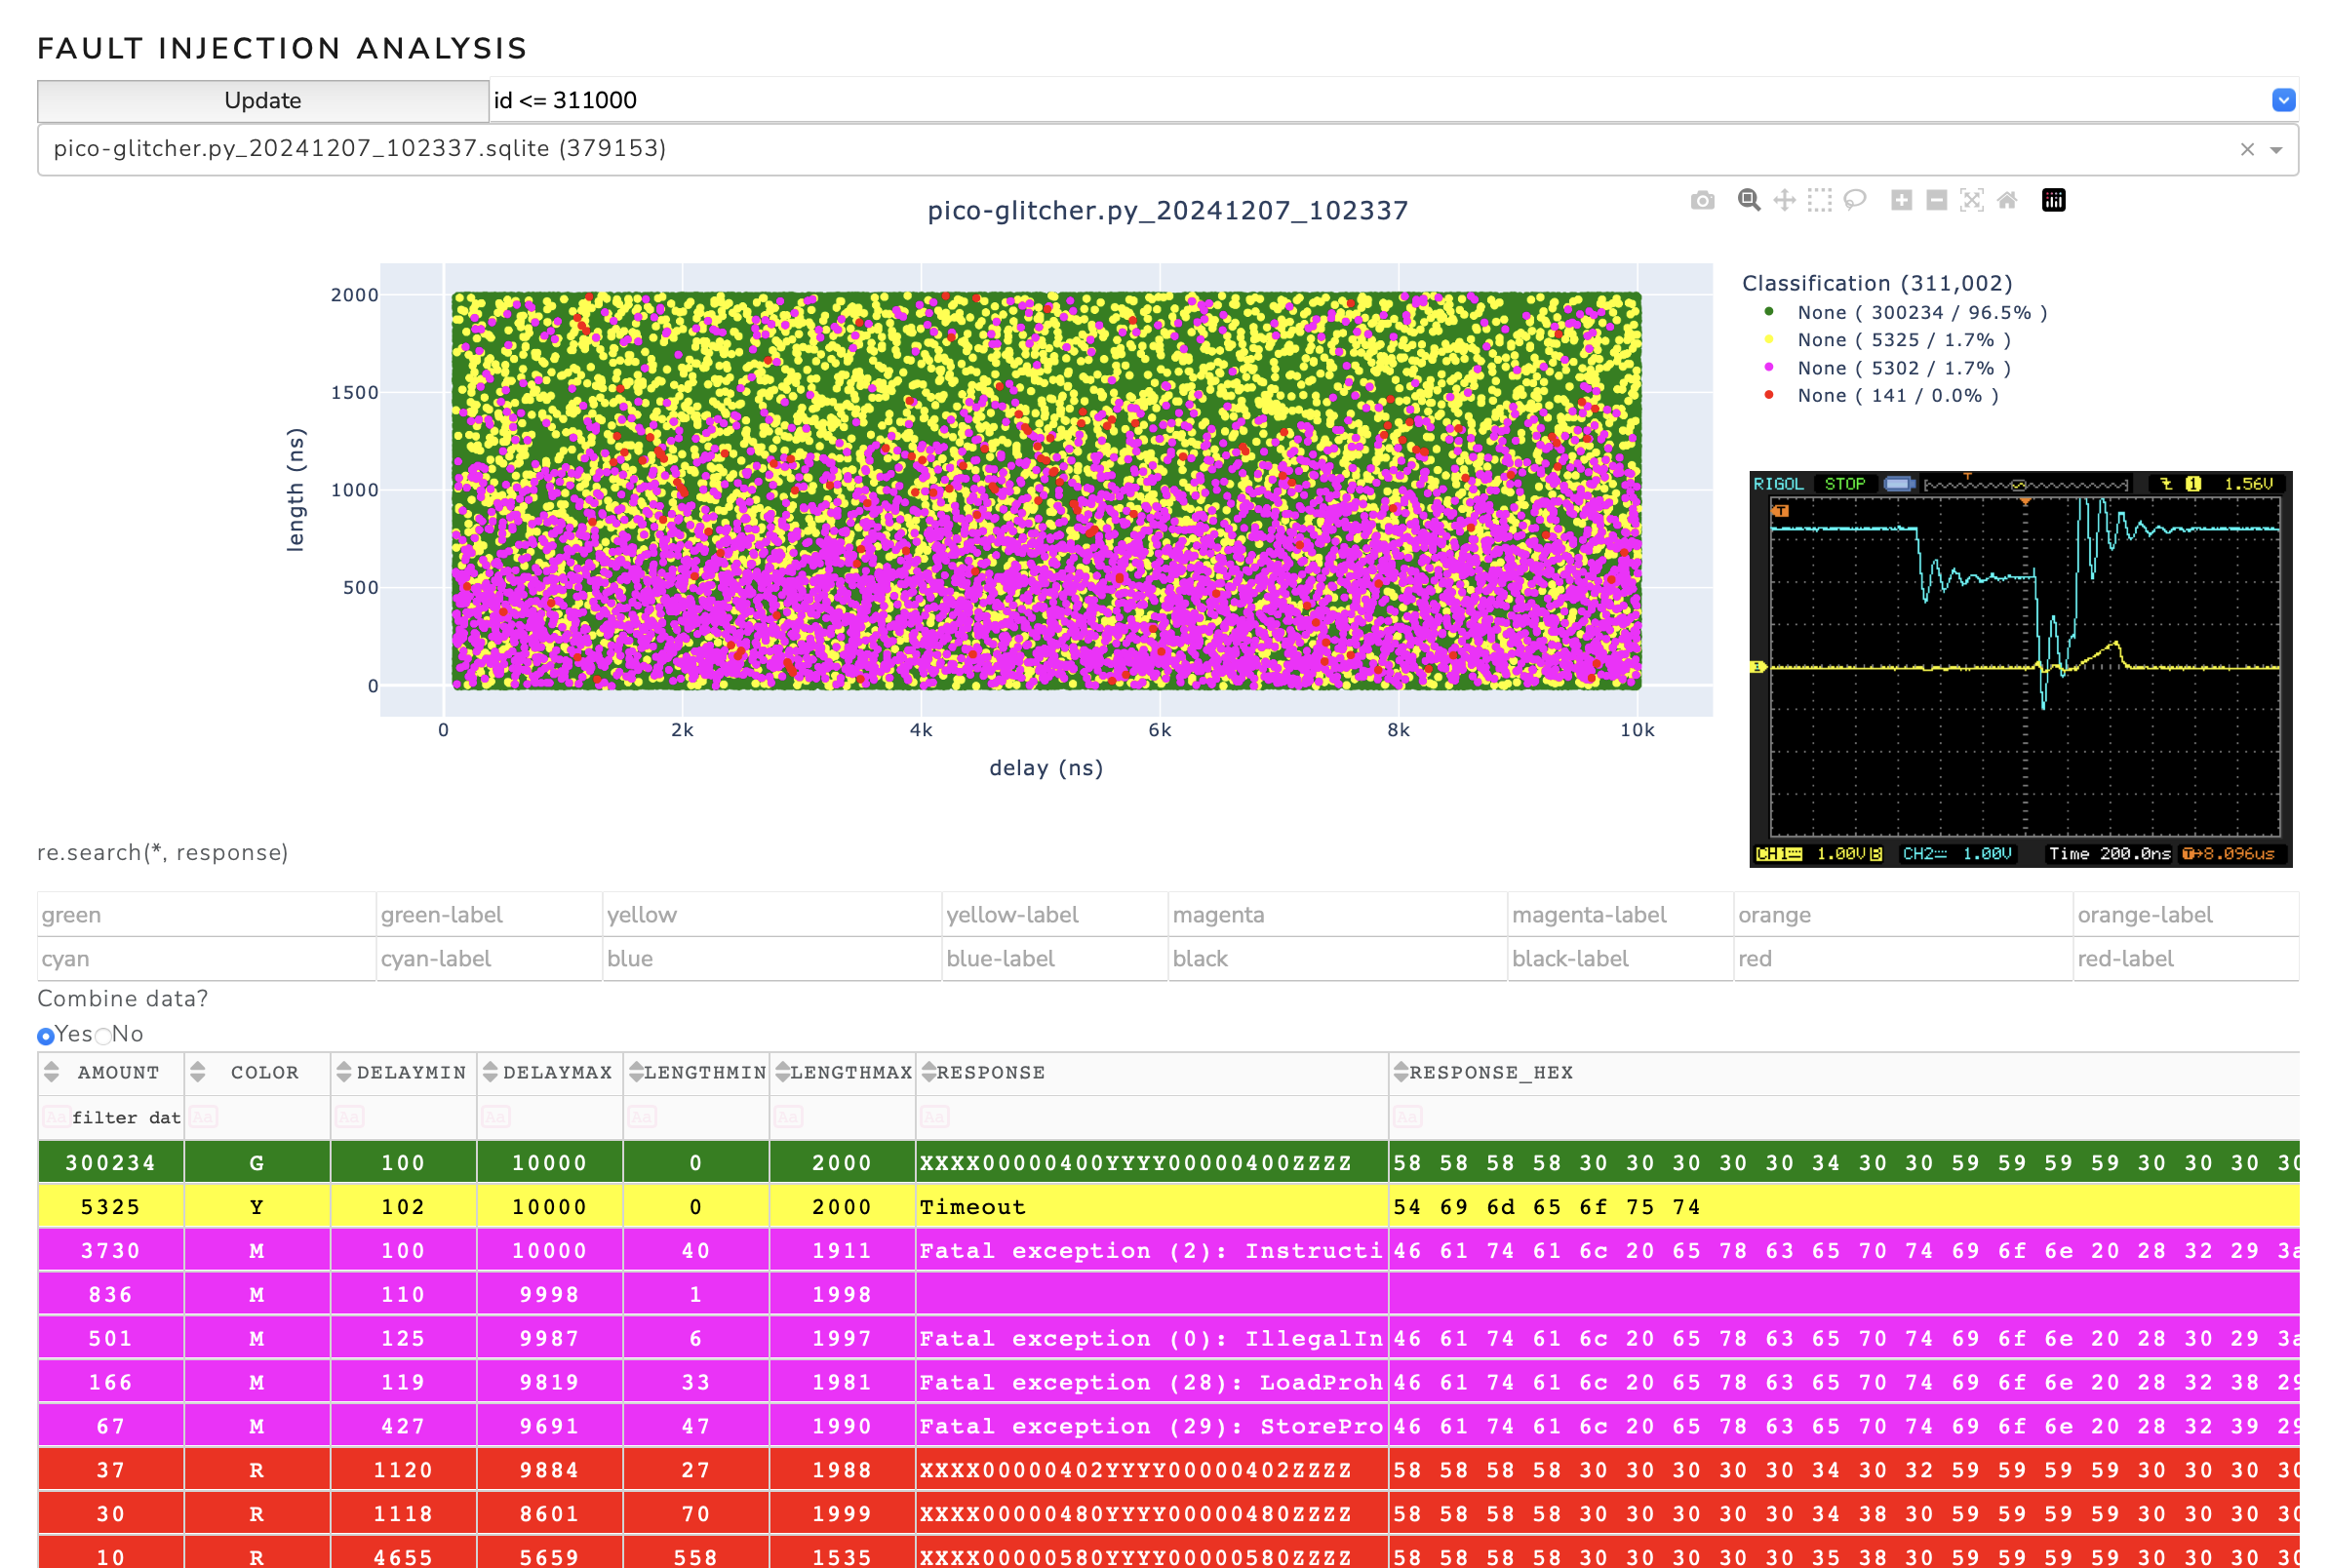 FAULT INJECTION ANALYSIS
Update id <= 311000
pico-glitcher.py_20241207_102337.sqlite (379153)
pico-glitcher.py_20241207_102337
Classification (311,002)
None ( 300234 / 96.5% )
None ( 5325 / 1.7% )
None ( 5302 / 1.7% )
None ( 141 / 0.0% )
length (ns)
2000
1500
1000
500
0
0 2k 4k 6k 8k 10k
delay (ns)
RIGOL STOP T 1 1.56V
T
1
CH1 1.00V B CH2 1.00V Time 200.0ns T→8.096us
re.search(*, response)
green green-label yellow yellow-label magenta magenta-label orange orange-label
cyan cyan-label blue blue-label black black-label red red-label
Combine data?
Yes No
AMOUNT COLOR DELAYMIN DELAYMAX LENGTHMIN LENGTHMAX RESPONSE RESPONSE_HEX
Aa filter dat Aa Aa Aa Aa Aa Aa Aa
300234 G 100 10000 0 2000 XXXX00000400YYYY00000400ZZZZ 58 58 58 58 30 30 30 30 30 34 30 30 59 59 59 59 30 30 30 30
5325 Y 102 10000 0 2000 Timeout 54 69 6d 65 6f 75 74
3730 M 100 10000 40 1911 Fatal exception (2): Instructi 46 61 74 61 6c 20 65 78 63 65 70 74 69 6f 6e 20 28 32 29 3a
836 M 110 9998 1 1998
501 M 125 9987 6 1997 Fatal exception (0): IllegalIn 46 61 74 61 6c 20 65 78 63 65 70 74 69 6f 6e 20 28 30 29 3a
166 M 119 9819 33 1981 Fatal exception (28): LoadProh 46 61 74 61 6c 20 65 78 63 65 70 74 69 6f 6e 20 28 32 38 29
67 M 427 9691 47 1990 Fatal exception (29): StorePro 46 61 74 61 6c 20 65 78 63 65 70 74 69 6f 6e 20 28 32 39 29
37 R 1120 9884 27 1988 XXXX00000402YYYY00000402ZZZZ 58 58 58 58 30 30 30 30 30 34 30 32 59 59 59 59 30 30 30 30
30 R 1118 8601 70 1999 XXXX00000480YYYY00000480ZZZZ 58 58 58 58 30 30 30 30 30 34 38 30 59 59 59 59 30 30 30 30
10 R 4655 5659 558 1535 XXXX00000580YYYY00000580ZZZZ 58 58 58 58 30 30 30 30 30 35 38 30 59 59 59 59 30 30 30 30